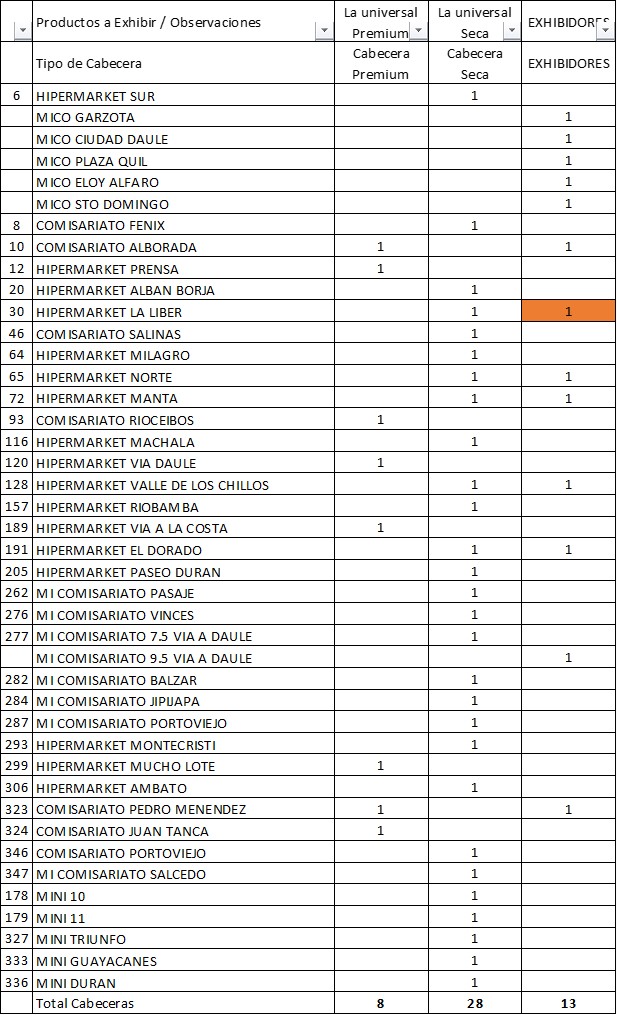 Productos a Exhibir / Observaciones La universal Premium La universal Seca EXHIBIDORES
Tipo de Cabecera Cabecera Premium Cabecera Seca EXHIBIDORES
6 HIPERMARKET SUR 1
MICO GARZOTA 1
MICO CIUDAD DAULE 1
MICO PLAZA QUIL 1
MICO ELOY ALFARO 1
MICO STO DOMINGO 1
8 COMISARIATO FENIX 1
10 COMISARIATO ALBORADA 1 1
12 HIPERMARKET PRENSA 1
20 HIPERMARKET ALBAN BORJA 1
30 HIPERMARKET LA LIBER 1 1
46 COMISARIATO SALINAS 1
64 HIPERMARKET MILAGRO 1
65 HIPERMARKET NORTE 1 1
72 HIPERMARKET MANTA 1 1
93 COMISARIATO RIOCEIBOS 1
116 HIPERMARKET MACHALA 1
120 HIPERMARKET VIA DAULE 1
128 HIPERMARKET VALLE DE LOS CHILLOS 1 1
157 HIPERMARKET RIOBAMBA 1
189 HIPERMARKET VIA A LA COSTA 1
191 HIPERMARKET EL DORADO 1 1
205 HIPERMARKET PASEO DURAN 1
262 MI COMISARIATO PASAJE 1
276 MI COMISARIATO VINCES 1
277 MI COMISARIATO 7.5 VIA A DAULE 1
MI COMISARIATO 9.5 VIA A DAULE 1
282 MI COMISARIATO BALZAR 1
284 MI COMISARIATO JIPIJAPA 1
287 MI COMISARIATO PORTOVIEJO 1
293 HIPERMARKET MONTECRISTI 1
299 HIPERMARKET MUCHO LOTE 1
306 HIPERMARKET AMBATO 1
323 COMISARIATO PEDRO MENENDEZ 1 1
324 COMISARIATO JUAN TANCA 1
346 COMISARIATO PORTOVIEJO 1
347 MI COMISARIATO SALCEDO 1
178 MINI 10 1
179 MINI 11 1
327 MINI TRIUNFO 1
333 MINI GUAYACANES 1
336 MINI DURAN 1
Total Cabeceras 8 28 13